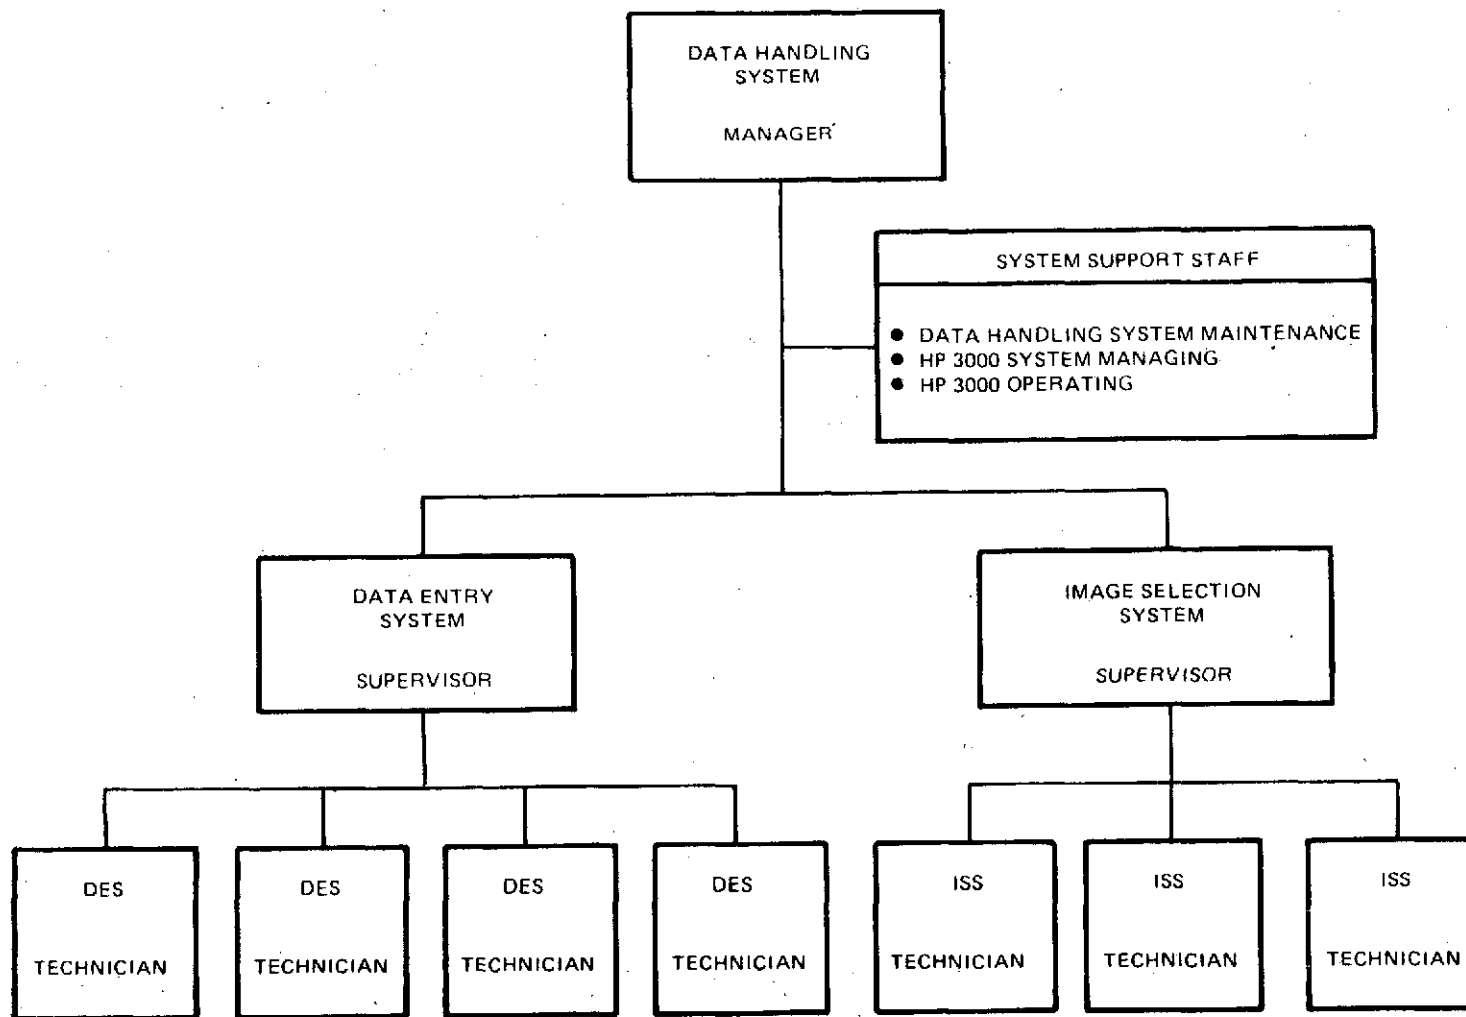 DATA HANDLING
SYSTEM
MANAGER
SYSTEM SUPPORT STAFF
● DATA HANDLING SYSTEM MAINTENANCE
● HP 3000 SYSTEM MANAGING
● HP 3000 OPERATING
DATA ENTRY
SYSTEM
SUPERVISOR
IMAGE SELECTION
SYSTEM
SUPERVISOR
DES
TECHNICIAN
DES
TECHNICIAN
DES
TECHNICIAN
DES
TECHNICIAN
ISS
TECHNICIAN
ISS
TECHNICIAN
ISS
TECHNICIAN